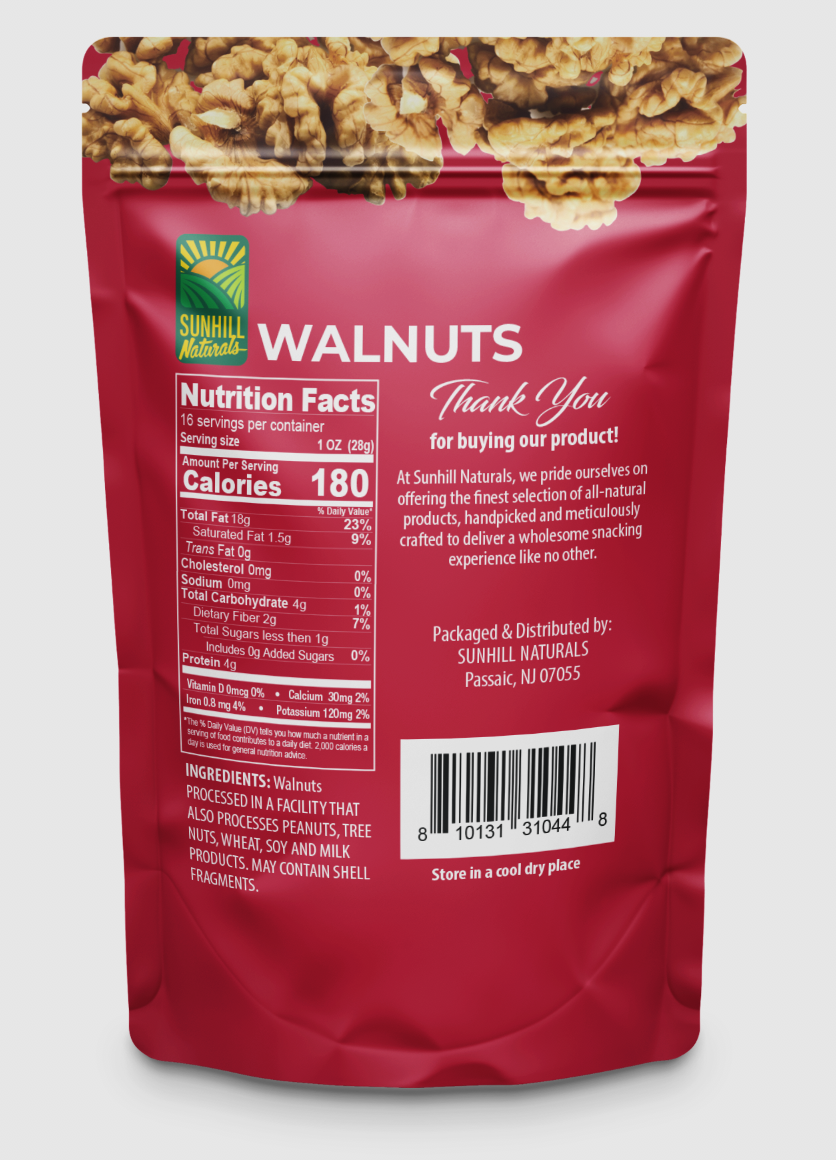 SUNHILL
Naturals
WALNUTS
Nutrition Facts
16 servings per container
Serving size 1 OZ (28g)
Amount Per Serving
Calories 180
% Daily Value*
Total Fat 18g 23%
Saturated Fat 1.5g 9%
Trans Fat 0g
Cholesterol 0mg 0%
Sodium 0mg 0%
Total Carbohydrate 4g 1%
Dietary Fiber 2g 7%
Total Sugars less then 1g
Includes 0g Added Sugars 0%
Protein 4g
Vitamin D 0mcg 0% • Calcium 30mg 2%
Iron 0.8 mg 4% • Potassium 120mg 2%
*The % Daily Value (DV) tells you how much a nutrient in a
serving of food contributes to a daily diet. 2,000 calories a
day is used for general nutrition advice.
INGREDIENTS: Walnuts
PROCESSED IN A FACILITY THAT
ALSO PROCESSES PEANUTS, TREE
NUTS, WHEAT, SOY AND MILK
PRODUCTS. MAY CONTAIN SHELL
FRAGMENTS.
Thank You
for buying our product!
At Sunhill Naturals, we pride ourselves on
offering the finest selection of all-natural
products, handpicked and meticulously
crafted to deliver a wholesome snacking
experience like no other.
Packaged & Distributed by:
SUNHILL NATURALS
Passaic, NJ 07055
8 10131 31044 8
Store in a cool dry place